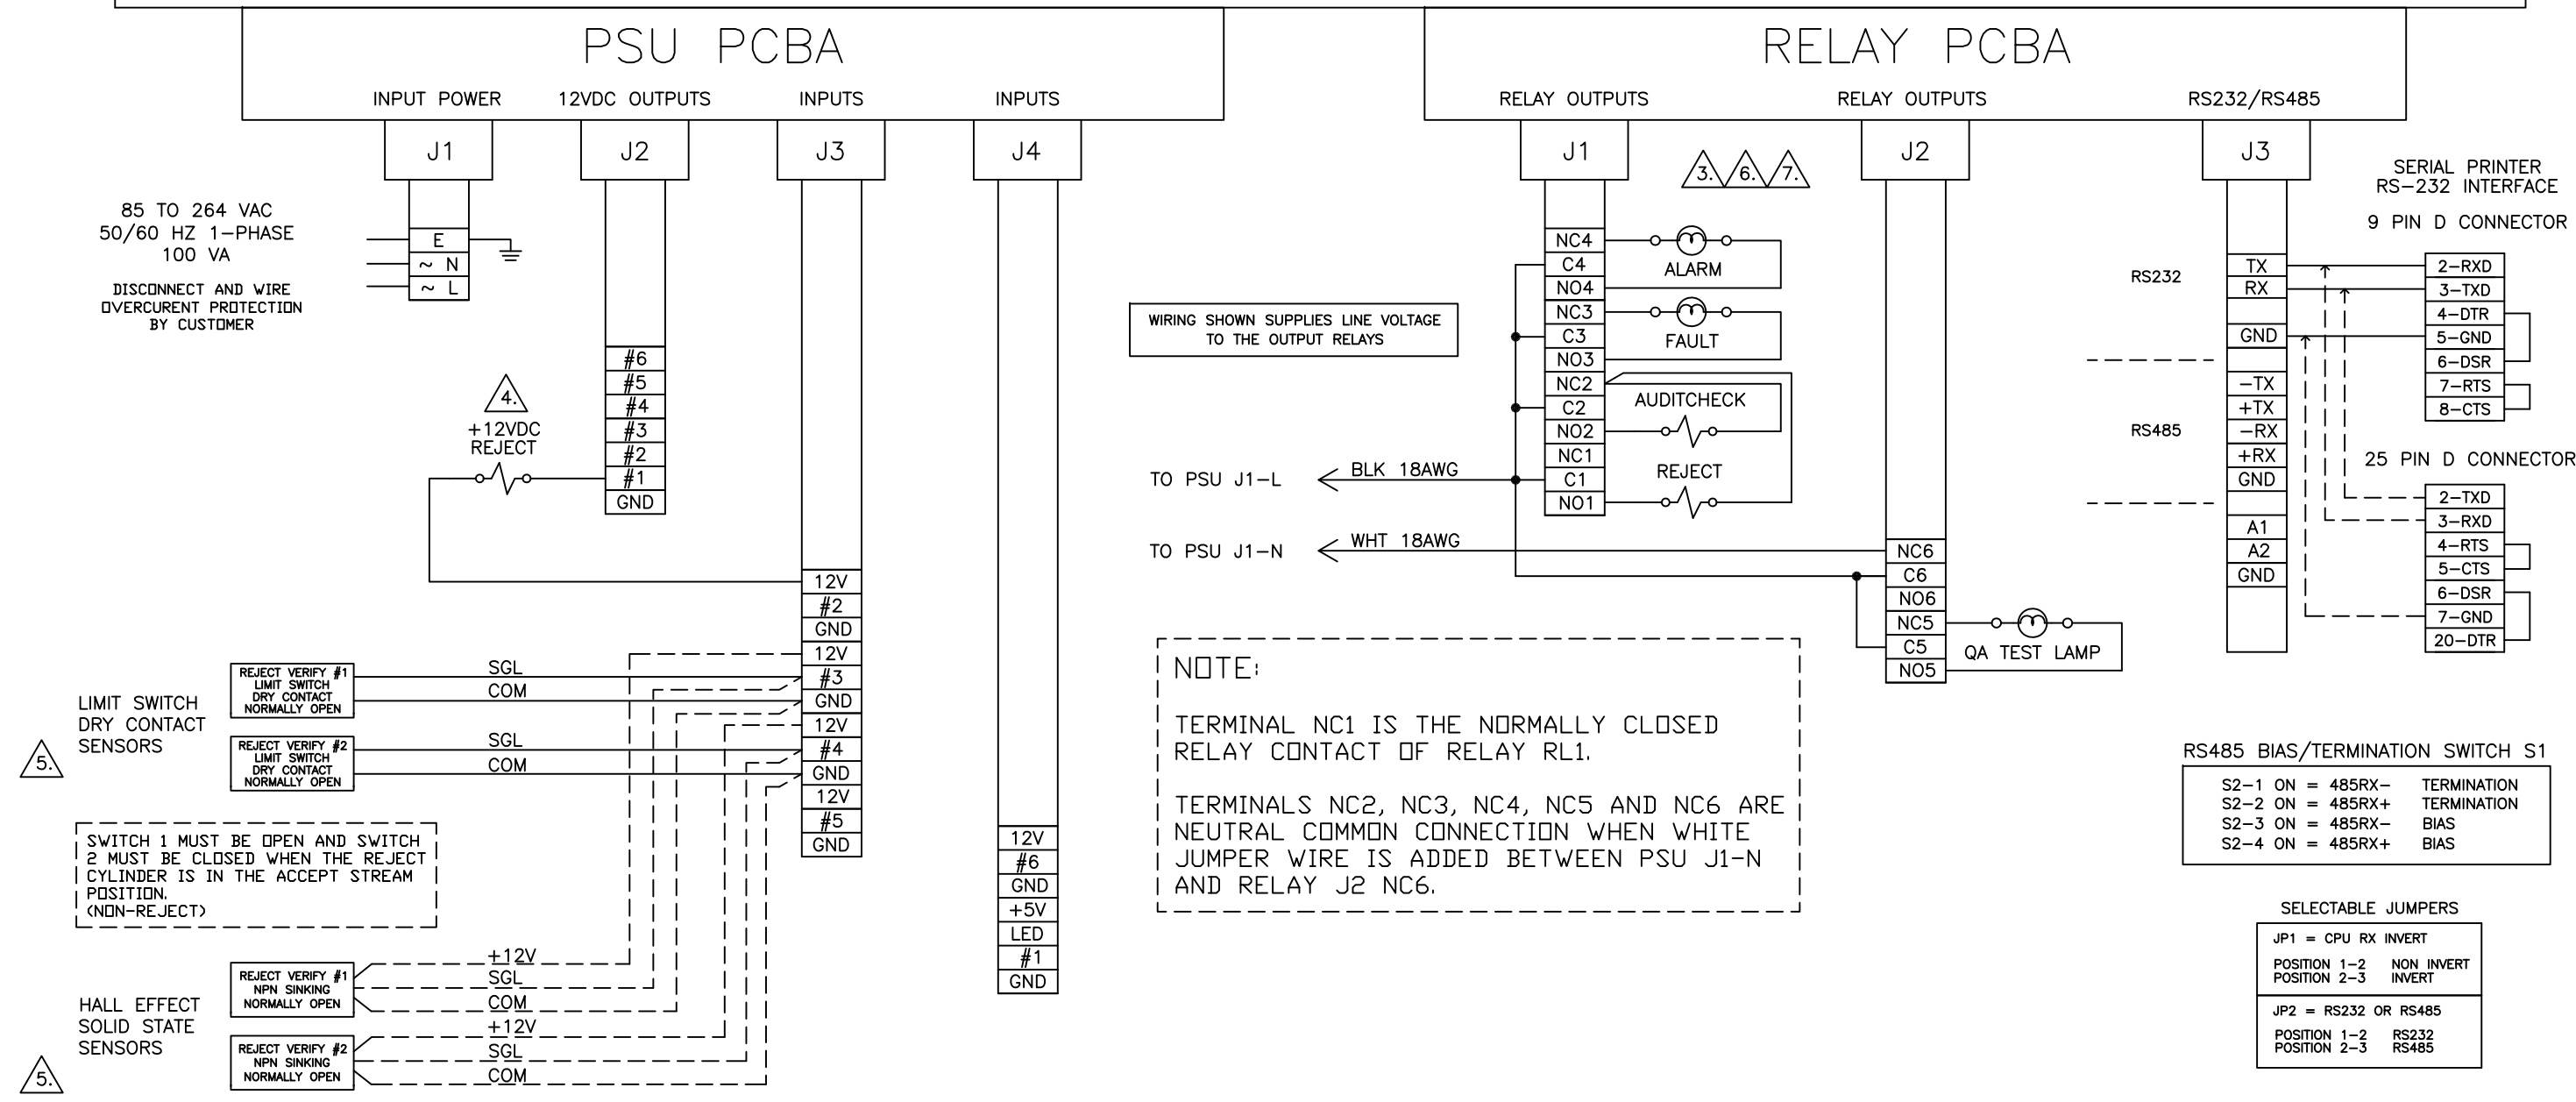 PSU PCBA
INPUT POWER
12VDC OUTPUTS
INPUTS
INPUTS
J1
J2
J3
J4
85 TO 264 VAC
50/60 HZ 1-PHASE
100 VA
DISCONNECT AND WIRE
OVERCURENT PROTECTION
BY CUSTOMER
E
~ N
~ L
#6
#5
#4
#3
#2
#1
GND
4.
+12VDC
REJECT
12V
#2
GND
12V
#3
GND
12V
#4
GND
12V
#5
GND
12V
#6
GND
+5V
LED
#1
GND
LIMIT SWITCH
DRY CONTACT
SENSORS
5.
REJECT VERIFY #1
LIMIT SWITCH
DRY CONTACT
NORMALLY OPEN
SGL
COM
REJECT VERIFY #2
LIMIT SWITCH
DRY CONTACT
NORMALLY OPEN
SGL
COM
SWITCH 1 MUST BE OPEN AND SWITCH
2 MUST BE CLOSED WHEN THE REJECT
CYLINDER IS IN THE ACCEPT STREAM
POSITION.
(NON-REJECT)
HALL EFFECT
SOLID STATE
SENSORS
5.
REJECT VERIFY #1
NPN SINKING
NORMALLY OPEN
+12V
SGL
COM
REJECT VERIFY #2
NPN SINKING
NORMALLY OPEN
+12V
SGL
COM
RELAY PCBA
RELAY OUTPUTS
RELAY OUTPUTS
RS232/RS485
J1
J2
J3
3.
6.
7.
WIRING SHOWN SUPPLIES LINE VOLTAGE
TO THE OUTPUT RELAYS
NC4
C4
NO4
NC3
C3
NO3
NC2
C2
NO2
NC1
C1
NO1
ALARM
FAULT
AUDITCHECK
REJECT
TO PSU J1-L
BLK 18AWG
TO PSU J1-N
WHT 18AWG
NC6
C6
NO6
NC5
C5
NO5
QA TEST LAMP
NOTE:
TERMINAL NC1 IS THE NORMALLY CLOSED
RELAY CONTACT OF RELAY RL1.
TERMINALS NC2, NC3, NC4, NC5 AND NC6 ARE
NEUTRAL COMMON CONNECTION WHEN WHITE
JUMPER WIRE IS ADDED BETWEEN PSU J1-N
AND RELAY J2 NC6.
RS232
RS485
TX
RX
GND
-TX
+TX
-RX
+RX
GND
A1
A2
GND
SERIAL PRINTER
RS-232 INTERFACE
9 PIN D CONNECTOR
2-RXD
3-TXD
4-DTR
5-GND
6-DSR
7-RTS
8-CTS
25 PIN D CONNECTOR
2-TXD
3-RXD
4-RTS
5-CTS
6-DSR
7-GND
20-DTR
RS485 BIAS/TERMINATION SWITCH S1
S2-1 ON = 485RX- TERMINATION
S2-2 ON = 485RX+ TERMINATION
S2-3 ON = 485RX- BIAS
S2-4 ON = 485RX+ BIAS
SELECTABLE JUMPERS
JP1 = CPU RX INVERT
POSITION 1-2 NON INVERT
POSITION 2-3 INVERT
JP2 = RS232 OR RS485
POSITION 1-2 RS232
POSITION 2-3 RS485